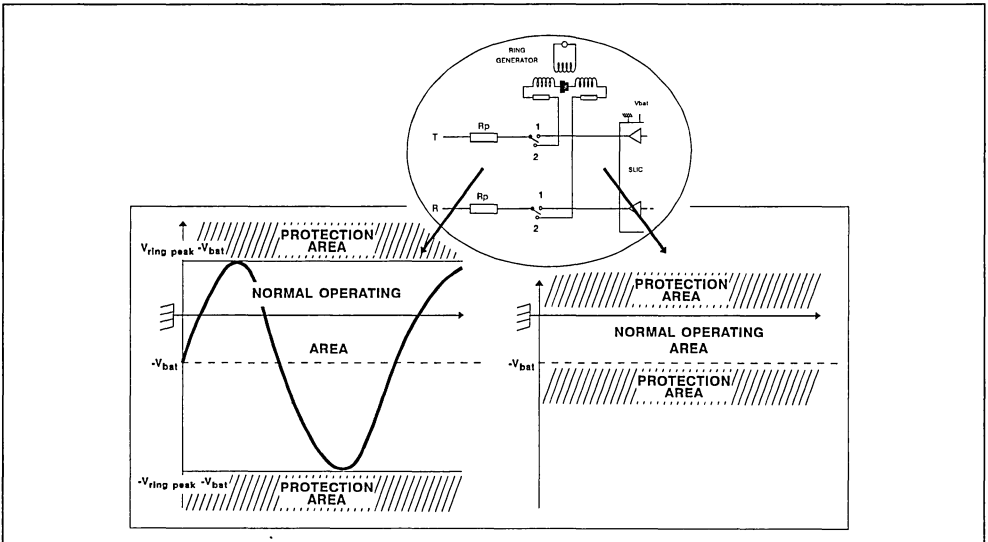 RING
GENERATOR
Vbat
T
Rp
1
2
SLIC
R
Rp
1
2
Vring peak -Vbat
PROTECTION
AREA
NORMAL OPERATING
AREA
-Vbat
-Vring peak -Vbat
PROTECTION
AREA
PROTECTION
AREA
NORMAL OPERATING
AREA
-Vbat
PROTECTION
AREA